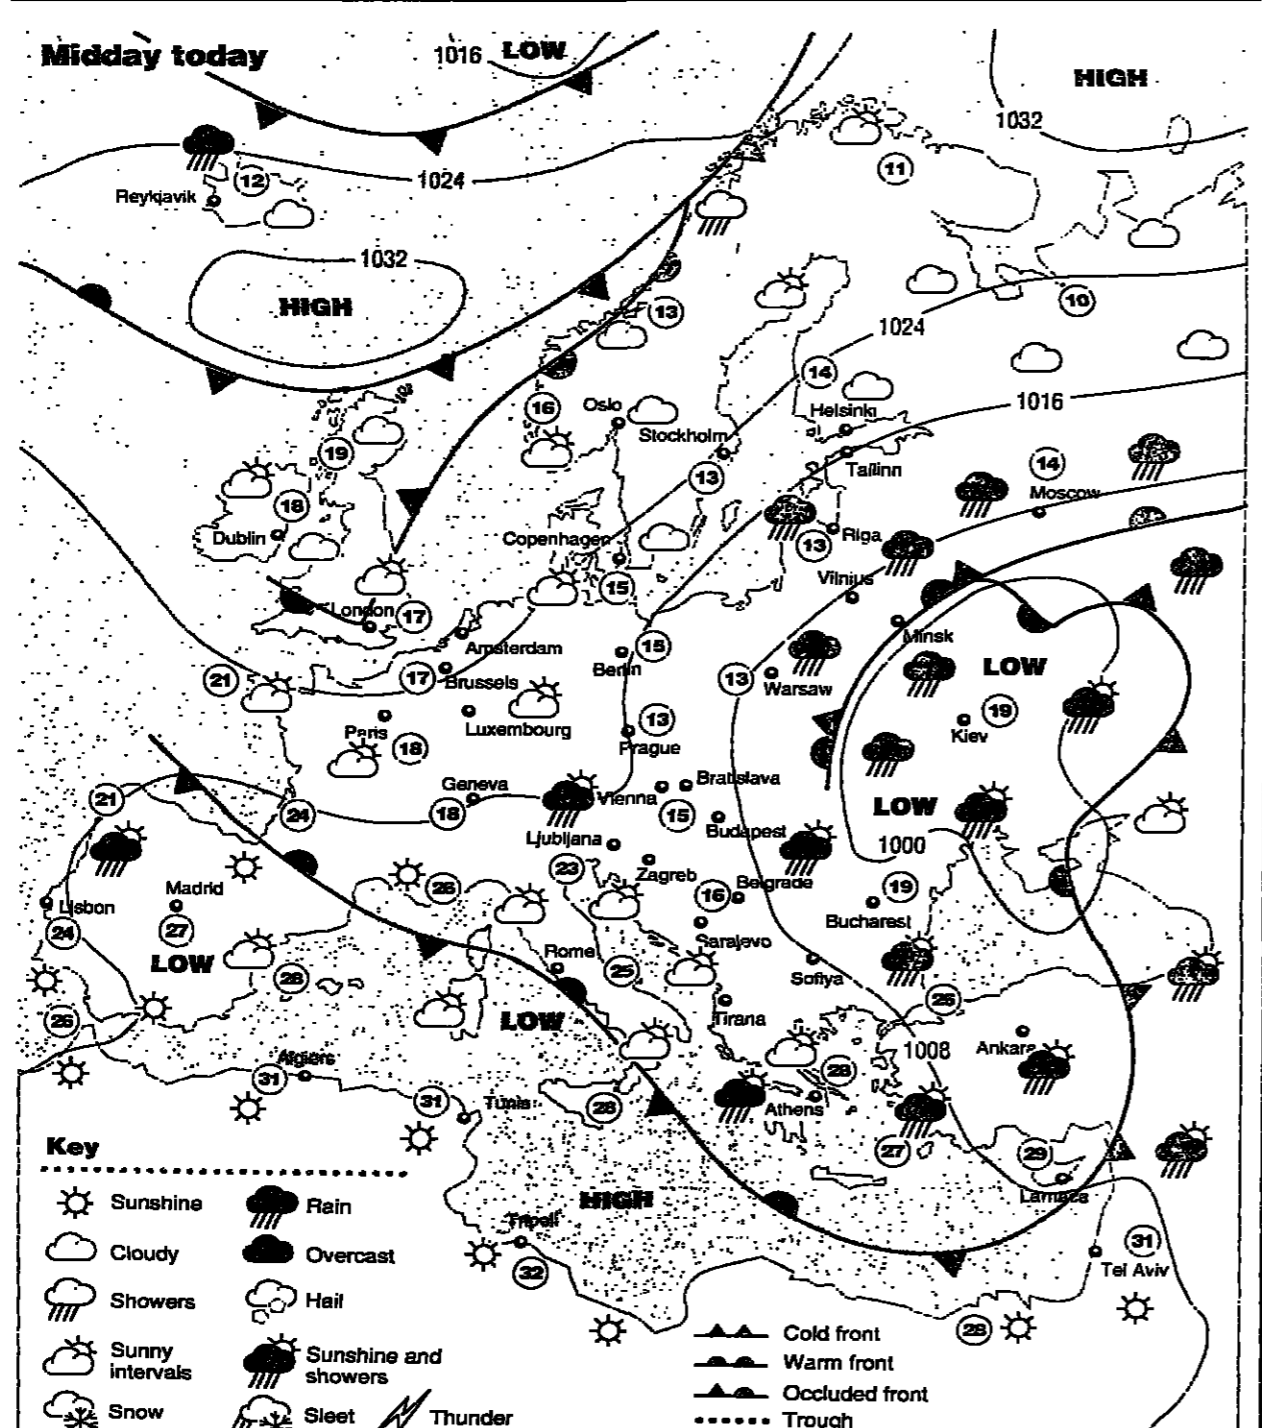 Midday today
1016 LOW
HIGH
1032
1024
12
Reykjavik
11
1032
HIGH
10
13
1024
14
1016
16
Oslo
Helsinki
Stockholm
19
13
Tallinn
14
Moscow
18
Dublin
Copenhagen
Riga
13
Vilnius
15
London
17
Minsk
Amsterdam
15
Berlin
LOW
21
17
Brussels
13
Warsaw
19
Kiev
Paris
18
Luxembourg
13
Prague
Geneva
Bratislava
Vienna
21
24
18
15
Budapest
LOW
1000
Ljubljana
23
Zagreb
Madrid
26
16
Belgrade
19
Bucharest
Lisbon
24
27
Sarajevo
LOW
Rome
25
Sofiya
28
26
LOW
Tirana
25
1008
Ankara
Algiers
31
28
31
Tunis
28
Athens
27
29
Larnaca
HIGH
Tripoli
32
31
Tel Aviv
28
Key
Sunshine
Rain
Cloudy
Overcast
Showers
Hail
Sunny intervals
Sunshine and showers
Snow
Sleet
Thunder
Cold front
Warm front
Occluded front
Trough